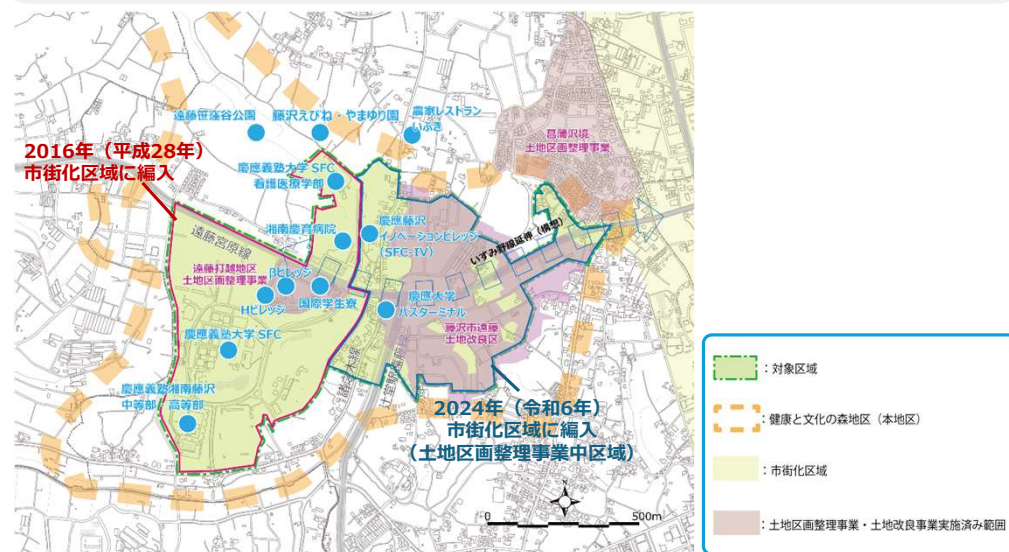 遠藤笹窪谷公園
藤沢えびね・やまゆり園
農家レストラン
いぶき
菖蒲沢境
土地区画整理事業
2016年（平成28年）
市街化区域に編入
慶應義塾大学 SFC
看護医療学部
湘南慶育病院
慶應藤沢
イノベーションビレッジ
（SFC-IV）
いずみ野線延伸（構想）
遠藤宮原線
遠藤打越地区
土地区画整理事業
βビレッジ
Hビレッジ
国際学生寮
慶應大学
バスターミナル
藤沢市遠藤
土地改良区
慶應義塾大学 SFC
慶應義塾湘南藤沢
中等部 高等部
2024年（令和6年）
市街化区域に編入
（土地区画整理事業中区域）
N
0
500m
：対象区域
：健康と文化の森地区（本地区）
：市街化区域
：土地区画整理事業・土地改良事業実施済み範囲